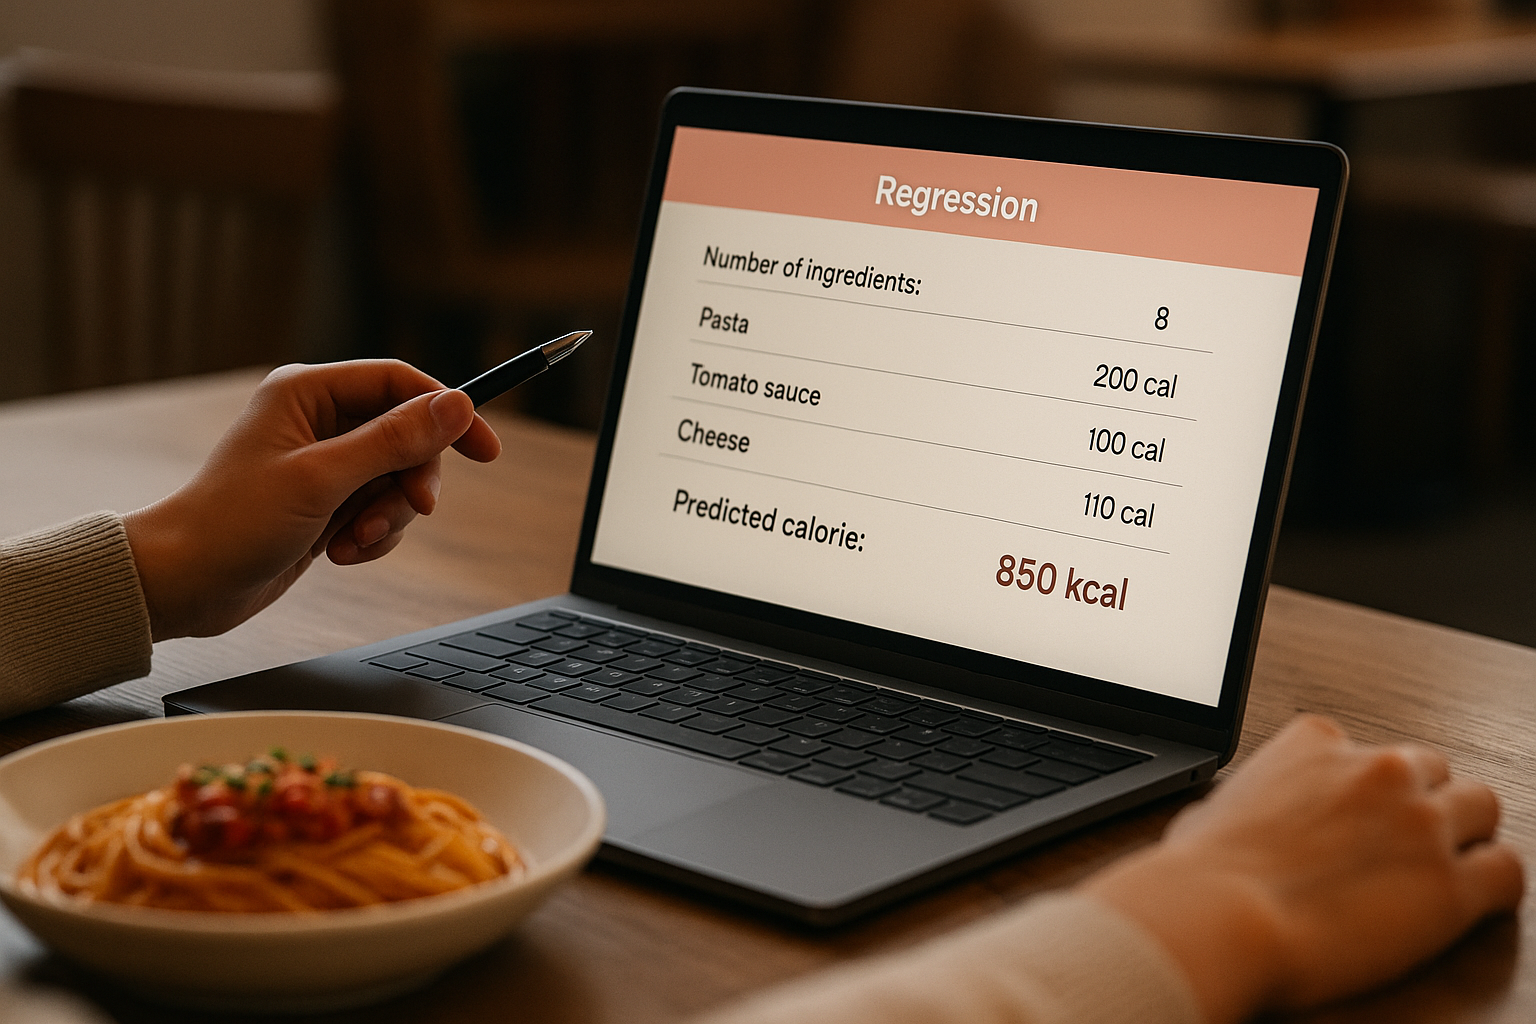 Regression
Number of ingredients: 8
Pasta 200 cal
Tomato sauce 100 cal
Cheese 110 cal
Predicted calorie: 850 kcal